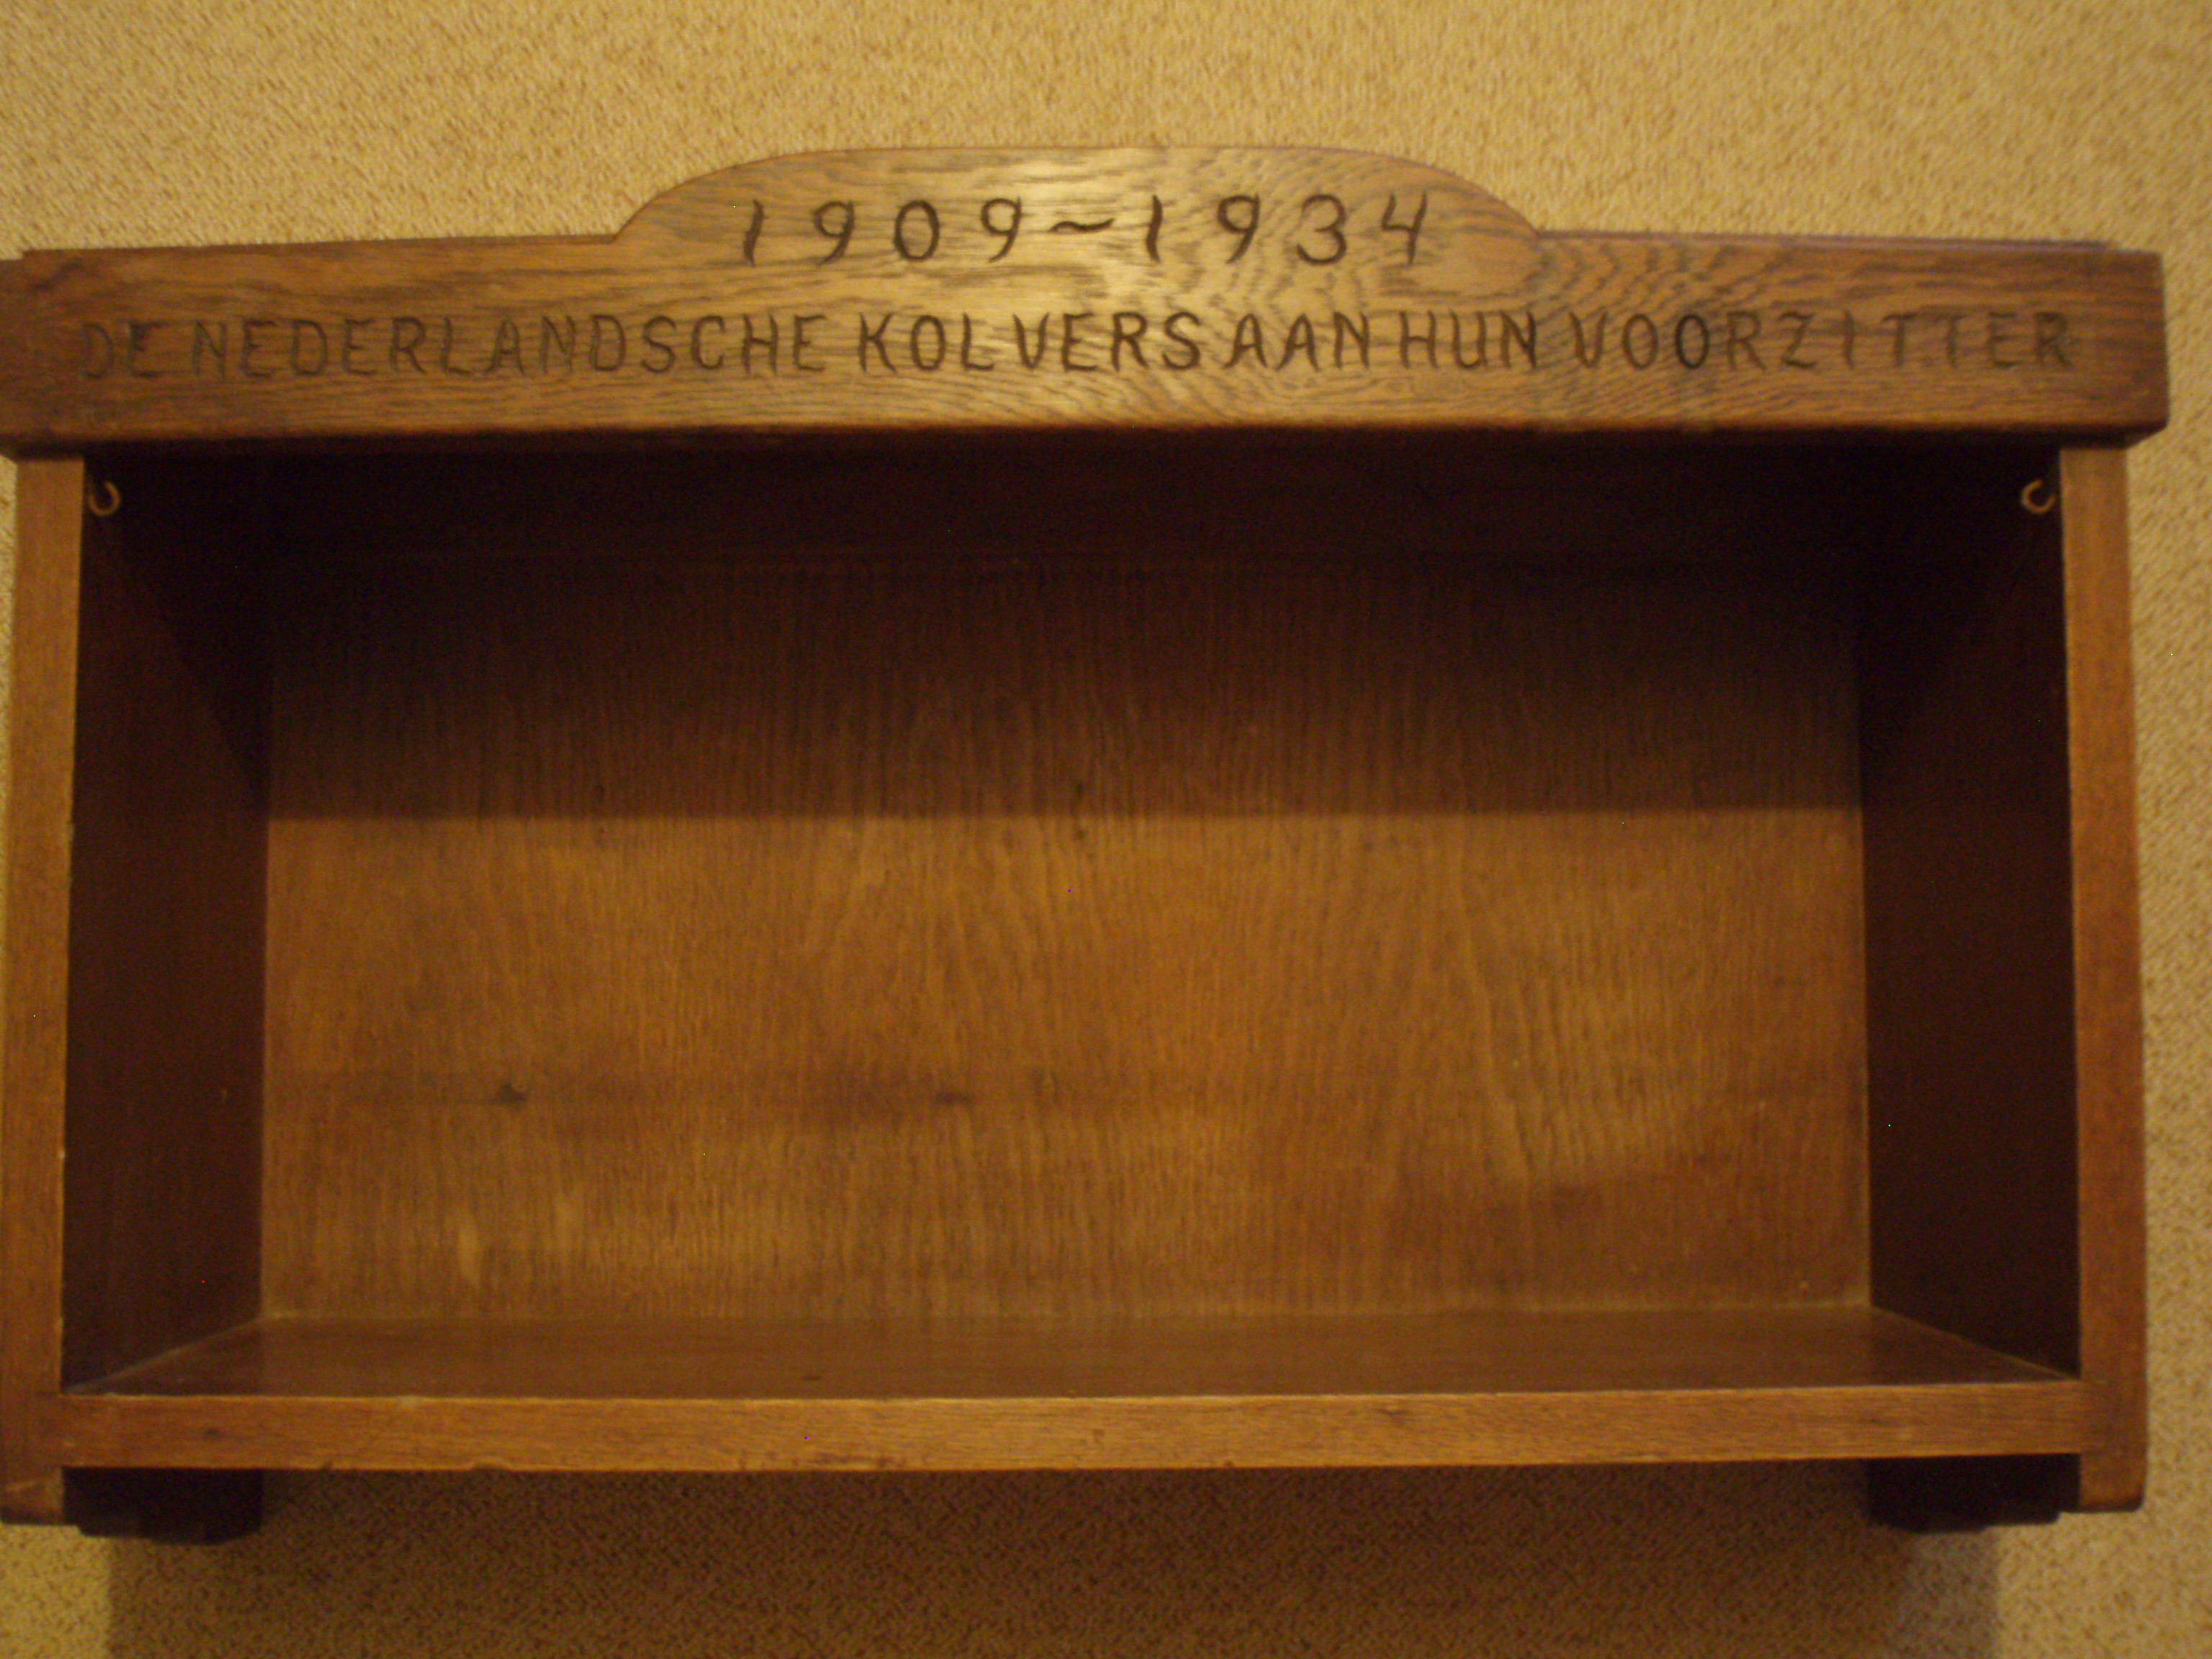 1909~1934
DE NEDERLANDSCHE KOLVERS AAN HUN VOORZITTER